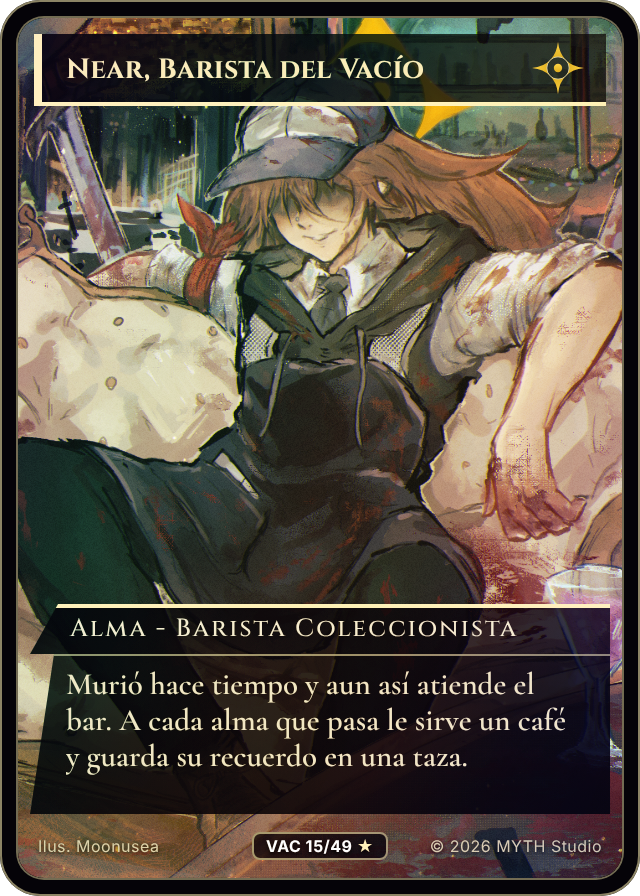 Near, Barista del Vacío
Alma - Barista Coleccionista
Murió hace tiempo y aun así atiende el
bar. A cada alma que pasa le sirve un café
y guarda su recuerdo en una taza.
Ilus. Moonusea
VAC 15/49 ★
© 2026 MYTH Studio